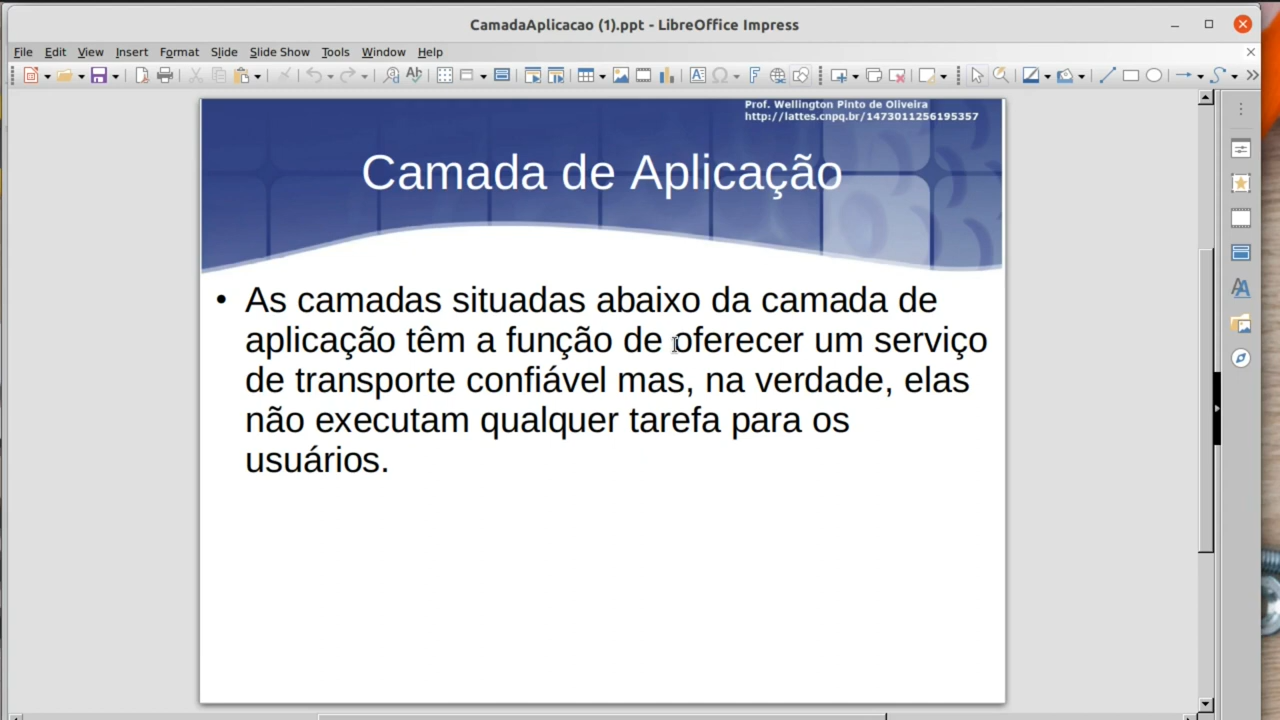 CamadaAplicacao (1).ppt - LibreOffice Impress
File Edit View Insert Format Slide Slide Show Tools Window Help
Prof. Wellington Pinto de Oliveira
http://lattes.cnpq.br/1473011256195357
Camada de Aplicação
• As camadas situadas abaixo da camada de
aplicação têm a função de oferecer um serviço
de transporte confiável mas, na verdade, elas
não executam qualquer tarefa para os
usuários.